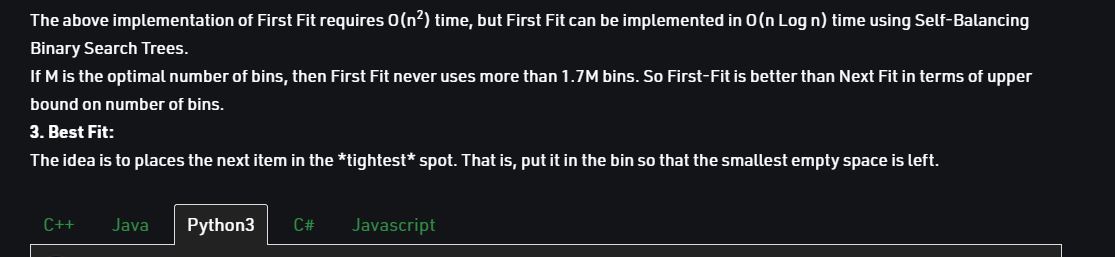 The above implementation of First Fit requires O(n²) time, but First Fit can be implemented in O(n Log n) time using Self-Balancing
Binary Search Trees.
If M is the optimal number of bins, then First Fit never uses more than 1.7M bins. So First-Fit is better than Next Fit in terms of upper
bound on number of bins.
3. Best Fit:
The idea is to places the next item in the *tightest* spot. That is, put it in the bin so that the smallest empty space is left.
C++ Java Python3 C# Javascript